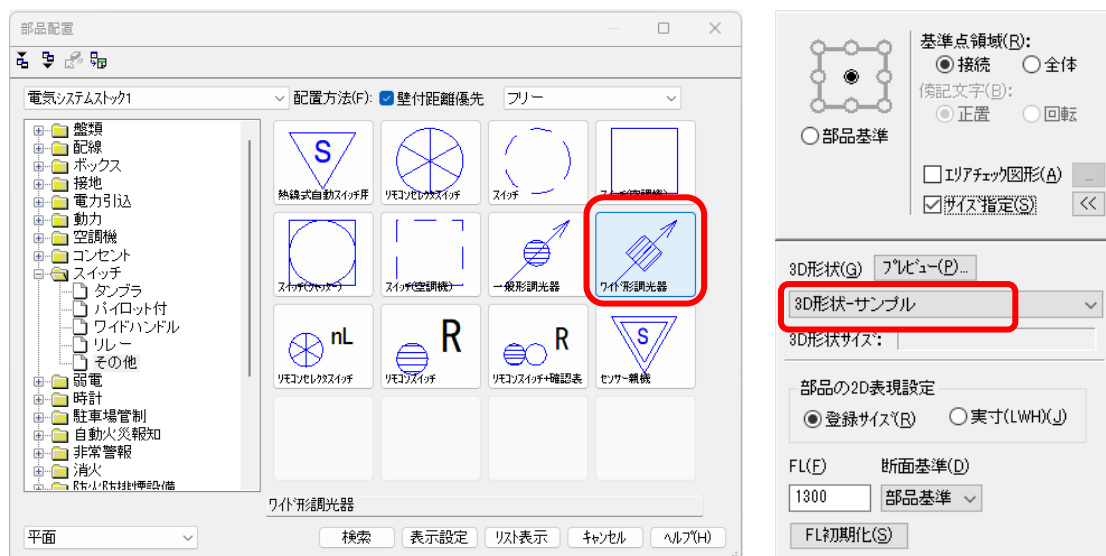 部品配置
電気システムストック1
配置方法(F):
壁付距離優先
フリー
盤類
配線
ボックス
接地
電力引込
動力
空調機
コンセント
スイッチ
タンブラ
パイロット付
ワイドハンドル
リレー
その他
弱電
時計
駐車場管制
自動火災報知
非常警報
消火
防火・防排煙設備
S
熱線式自動スイッチ用
リモコンセレクタスイッチ
スイッチ
スイッチ(空調機)
スイッチ(シャッター)
スイッチ(空調機)
一般形調光器
ワイド形調光器
nL
R
R
S
リモコンセレクタスイッチ
リモコンスイッチ
リモコンスイッチ+確認表
センサー親機
ワイド形調光器
平面
検索
表示設定
リスト表示
キャンセル
ヘルプ(H)
基準点領域(R):
接続
全体
傍記文字(B):
正置
回転
部品基準
エリアチェック図形(A)
...
サイズ指定(S)
<<
3D形状(G)
プレビュー(P)...
3D形状-サンプル
3D形状サイズ:
部品の2D表現設定
登録サイズ(R)
実寸(LWH)(J)
FL(F)
断面基準(D)
1300
部品基準
FL初期化(S)